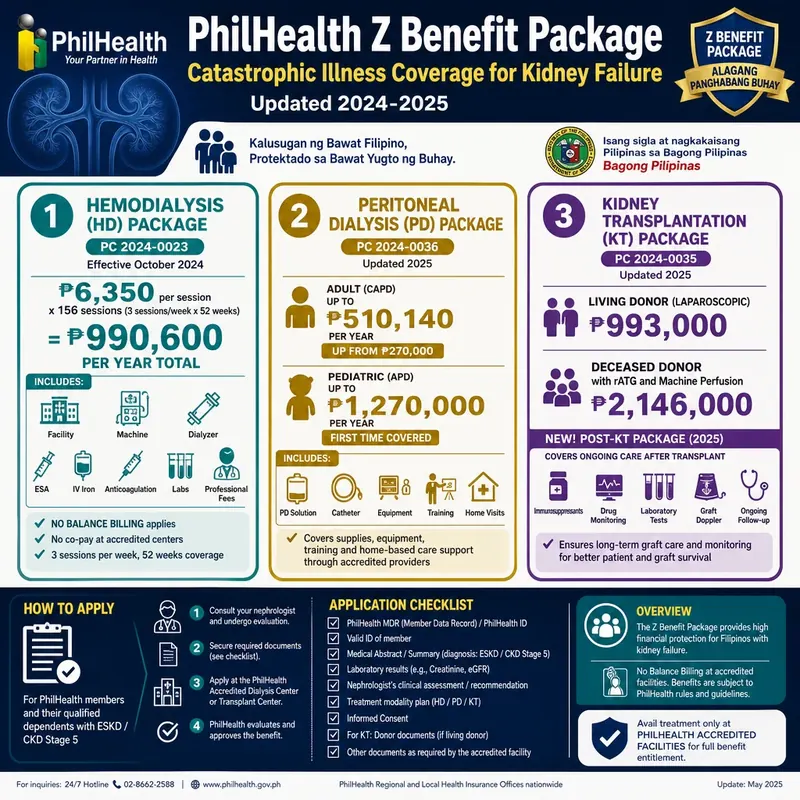 PhilHealth
Your Partner in Health
PhilHealth Z Benefit Package
Catastrophic Illness Coverage for Kidney Failure
Updated 2024-2025
Z BENEFIT
PACKAGE
ALAGANG
PANGHABANG BUHAY
Kalusugan ng Bawat Filipino,
Protektado sa Bawat Yugto ng Buhay.
Isang sigla at nagkakaisang
Pilipinas sa Bagong Pilipinas
Bagong Pilipinas
1
HEMODIALYSIS
(HD) PACKAGE
PC 2024-0023
Effective October 2024
₱6,350 per session
x 156 sessions (3 sessions/week x 52 weeks)
= ₱990,600
PER YEAR TOTAL
INCLUDES:
Facility
Machine
Dialyzer
ESA
IV Iron
Anticoagulation
Labs
Professional
Fees
NO BALANCE BILLING applies
No co-pay at accredited centers
3 sessions per week, 52 weeks coverage
2
PERITONEAL
DIALYSIS (PD) PACKAGE
PC 2024-0036
Updated 2025
ADULT (CAPD)
UP TO
₱510,140
PER YEAR
UP FROM ₱270,000
PEDIATRIC (APD)
UP TO
₱1,270,000
PER YEAR
FIRST TIME COVERED
INCLUDES:
PD Solution
Catheter
Equipment
Training
Home Visits
Covers supplies, equipment,
training and home-based care support
through accredited providers
3
KIDNEY
TRANSPLANTATION
(KT) PACKAGE
PC 2024-0035
Updated 2025
LIVING DONOR (LAPAROSCOPIC)
₱993,000
DECEASED DONOR
with rATG and Machine Perfusion
₱2,146,000
NEW! POST-KT PACKAGE (2025)
COVERS ONGOING CARE AFTER TRANSPLANT
Immunosuppressants
Drug
Monitoring
Laboratory
Tests
Graft
Doppler
Ongoing
Follow-up
Ensures long-term graft care and monitoring
for better patient and graft survival
HOW TO APPLY
For PhilHealth members
and their qualified
dependents with ESKD /
CKD Stage 5
1
Consult your nephrologist
and undergo evaluation.
2
Secure required documents
(see checklist).
3
Apply at the PhilHealth
Accredited Dialysis Center
or Transplant Center.
4
PhilHealth evaluates and
approves the benefit.
APPLICATION CHECKLIST
PhilHealth MDR (Member Data Record) / PhilHealth ID
Valid ID of member
Medical Abstract / Summary (diagnosis: ESKD / CKD Stage 5)
Laboratory results (e.g., Creatinine, eGFR)
Nephrologist's clinical assessment / recommendation
Treatment modality plan (HD / PD / KT)
Informed Consent
For KT: Donor documents (if living donor)
Other documents as required by the accredited facility
OVERVIEW
The Z Benefit Package provides high
financial protection for Filipinos with
kidney failure.
No Balance Billing at accredited
facilities. Benefits are subject to
PhilHealth rules and guidelines.
Avail treatment only at
PHILHEALTH ACCREDITED
FACILITIES for full benefit
entitlement.
For inquiries: 24/7 Hotline 02-8662-2588 | www.philhealth.gov.ph
PhilHealth Regional and Local Health Insurance Offices nationwide
Update: May 2025